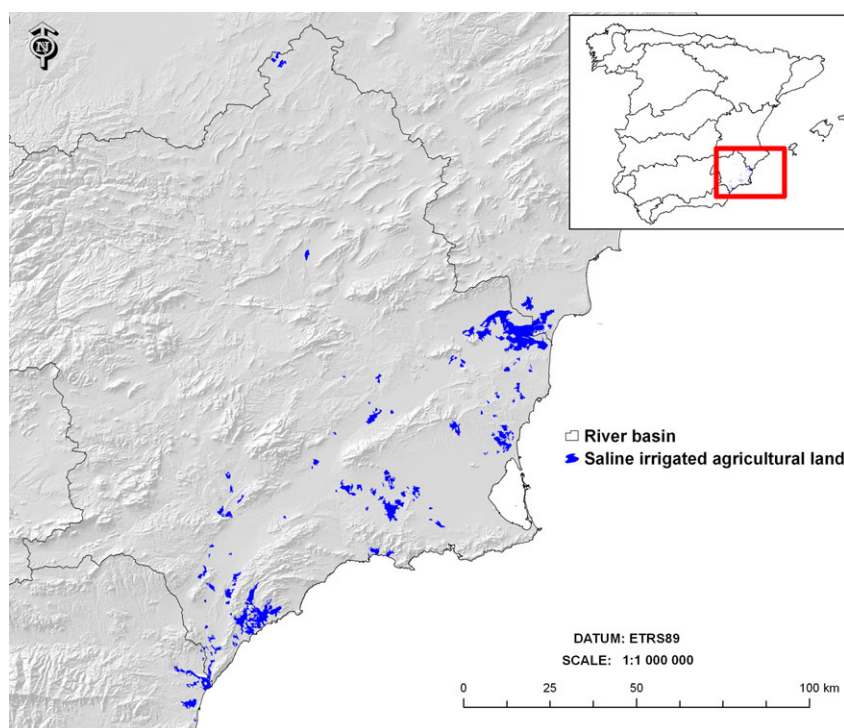 N
River basin
Saline irrigated agricultural land
DATUM: ETRS89
SCALE: 1:1 000 000
0 25 50 100 km